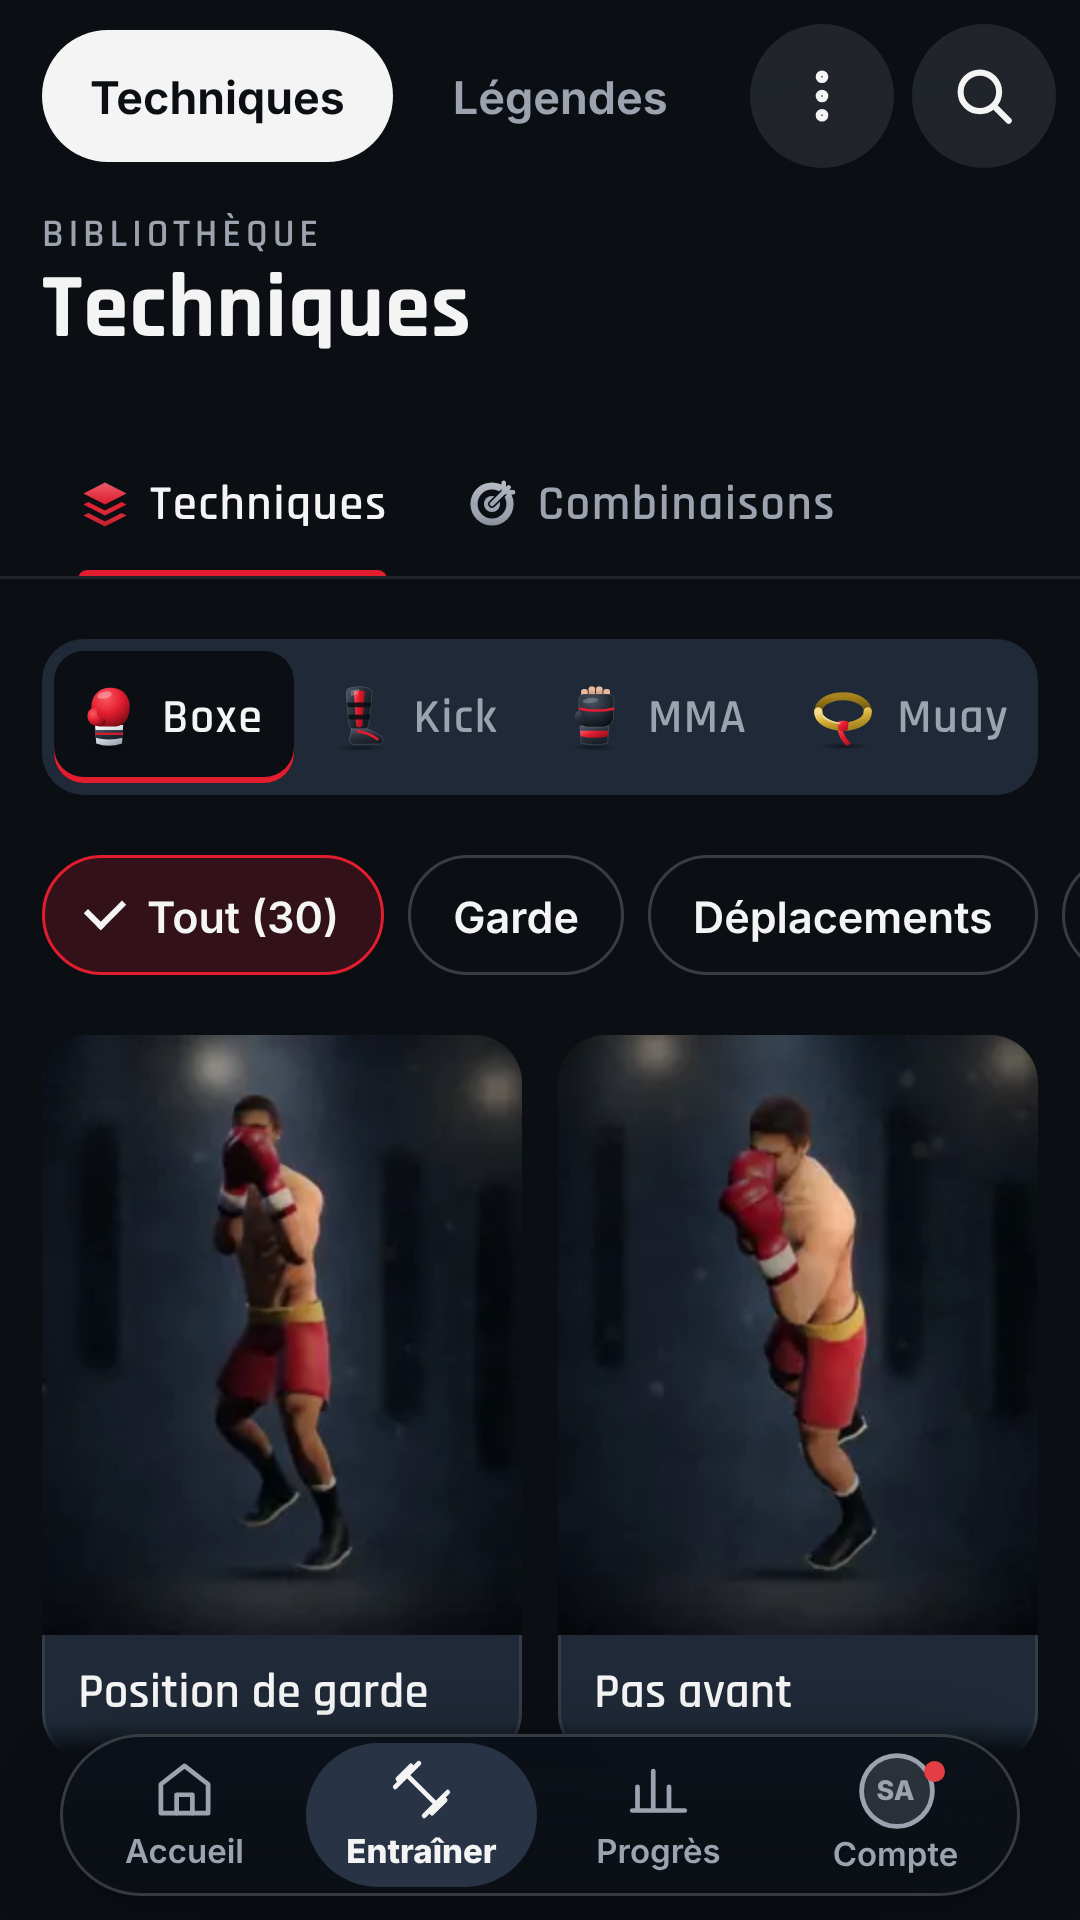 Techniques
Légendes
BIBLIOTHÈQUE
Techniques
Techniques
Combinaisons
Boxe
Kick
MMA
Muay
Tout (30)
Garde
Déplacements
Position de garde
Pas avant
Accueil
Entraîner
Progrès
SA
Compte